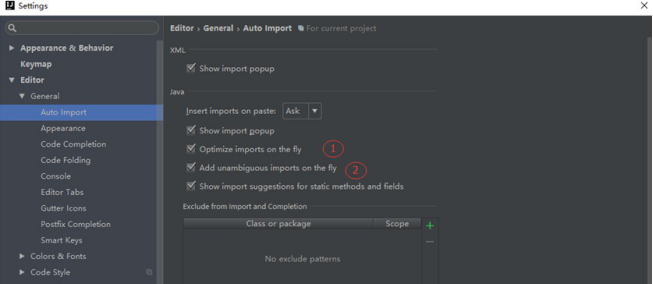 Settings
Editor › General › Auto Import For current project
Appearance & Behavior
Keymap
Editor
General
Auto Import
Appearance
Code Completion
Code Folding
Console
Editor Tabs
Gutter Icons
Postfix Completion
Smart Keys
Colors & Fonts
Code Style
XML
Show import popup
Java
Insert imports on paste: Ask
Show import popup
Optimize imports on the fly 1
Add unambiguous imports on the fly 2
Show import suggestions for static methods and fields
Exclude from Import and Completion
Class or package Scope
No exclude patterns